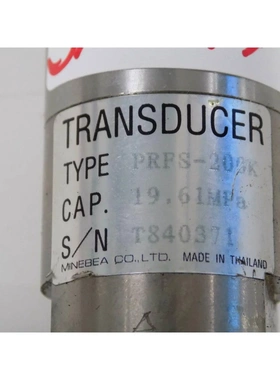 TRANSDUCER
TYPE PRFS-200K
CAP. 19.61MPa
S/N T840371
MINEBEA CO.,LTD. MADE IN THAILAND